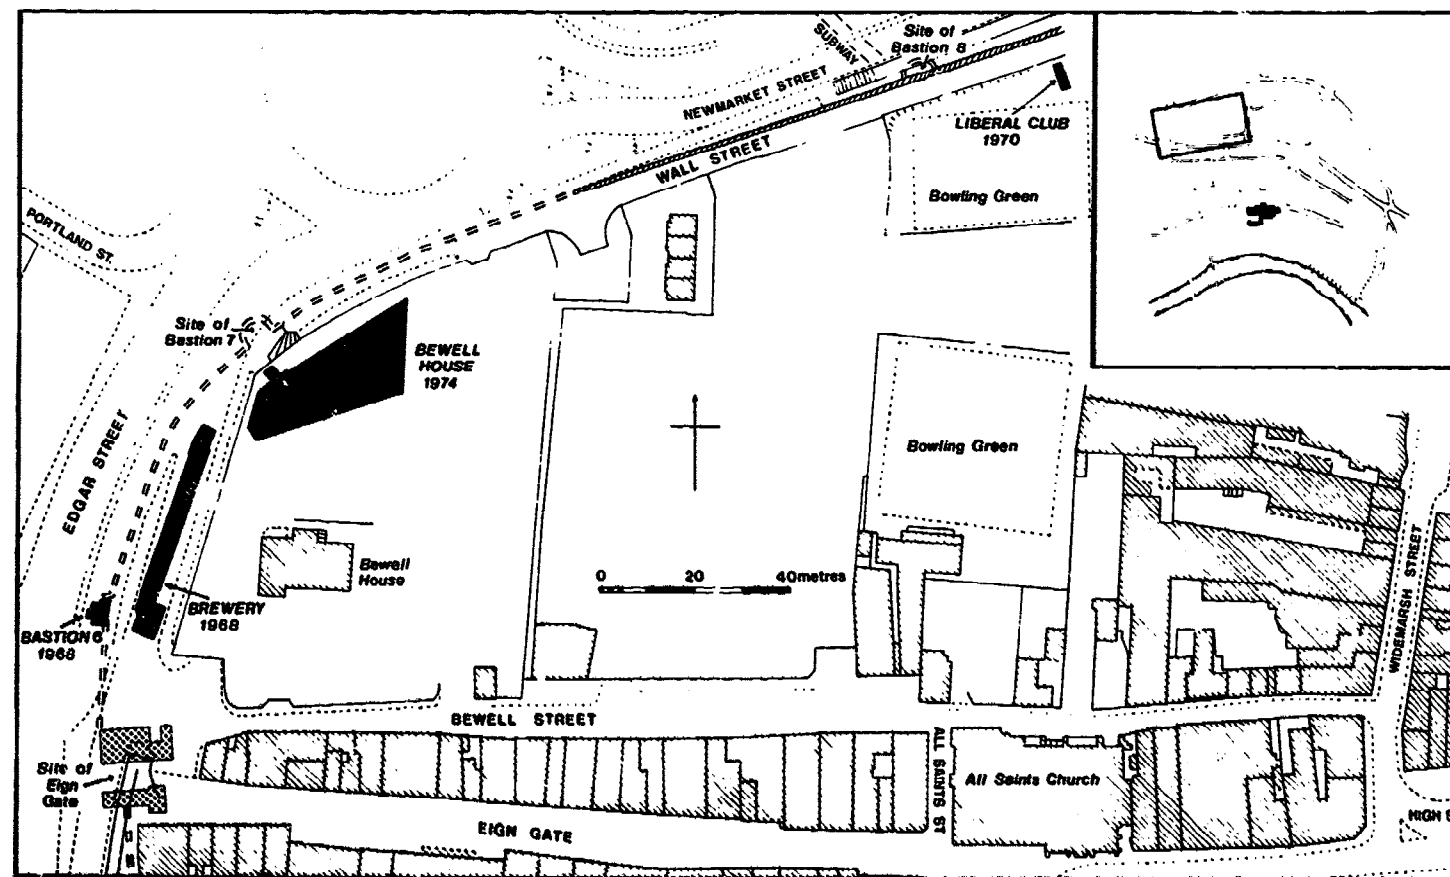 SUBWAY
Site of
Bastion 8
NEWMARKET STREET
LIBERAL CLUB
1970
WALL STREET
Bowling Green
PORTLAND ST.
Site of
Bastion 7
BEWELL
HOUSE
1974
EDGAR STREET
Bowling Green
Bewell
House
0 20 40metres
BREWERY
1968
BASTION 6
1968
WIDEMARSH STREET
BEWELL STREET
ALL SAINTS ST
All Saints Church
Site of
Eign
Gate
EIGN GATE
HIGH S